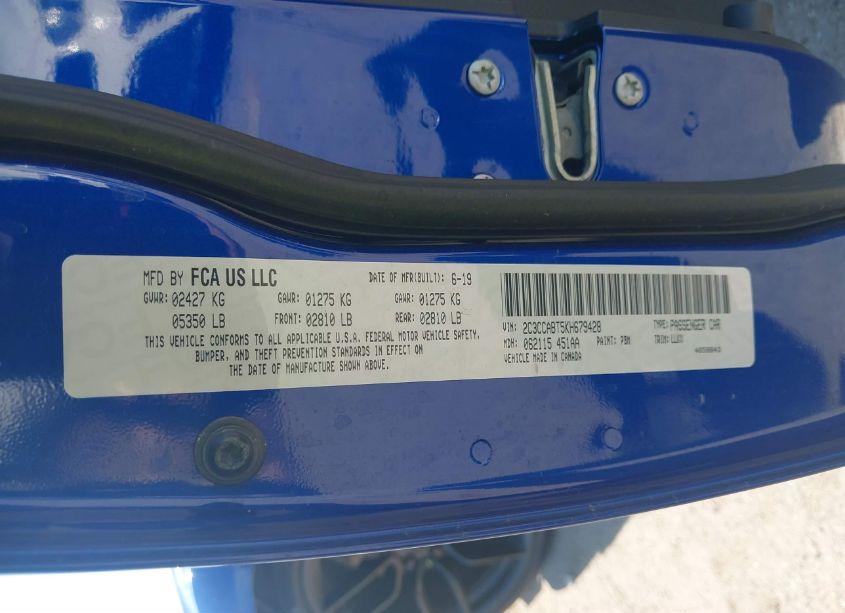 MFD BY FCA US LLC DATE OF MFR(BUILT): 6-19
GVWR: 02427 KG GAWR: 01275 KG GAWR: 01275 KG
05350 LB FRONT: 02810 LB REAR: 02810 LB
THIS VEHICLE CONFORMS TO ALL APPLICABLE U.S.A. FEDERAL MOTOR VEHICLE SAFETY,
BUMPER, AND THEFT PREVENTION STANDARDS IN EFFECT ON
THE DATE OF MANUFACTURE SHOWN ABOVE.
VIN: 2C3CCABT5KH679428 TYPE: PASSENGER CAR
MDH: 062115 451AA PAINT: PBM TRIM:
VEHICLE MADE IN CANADA